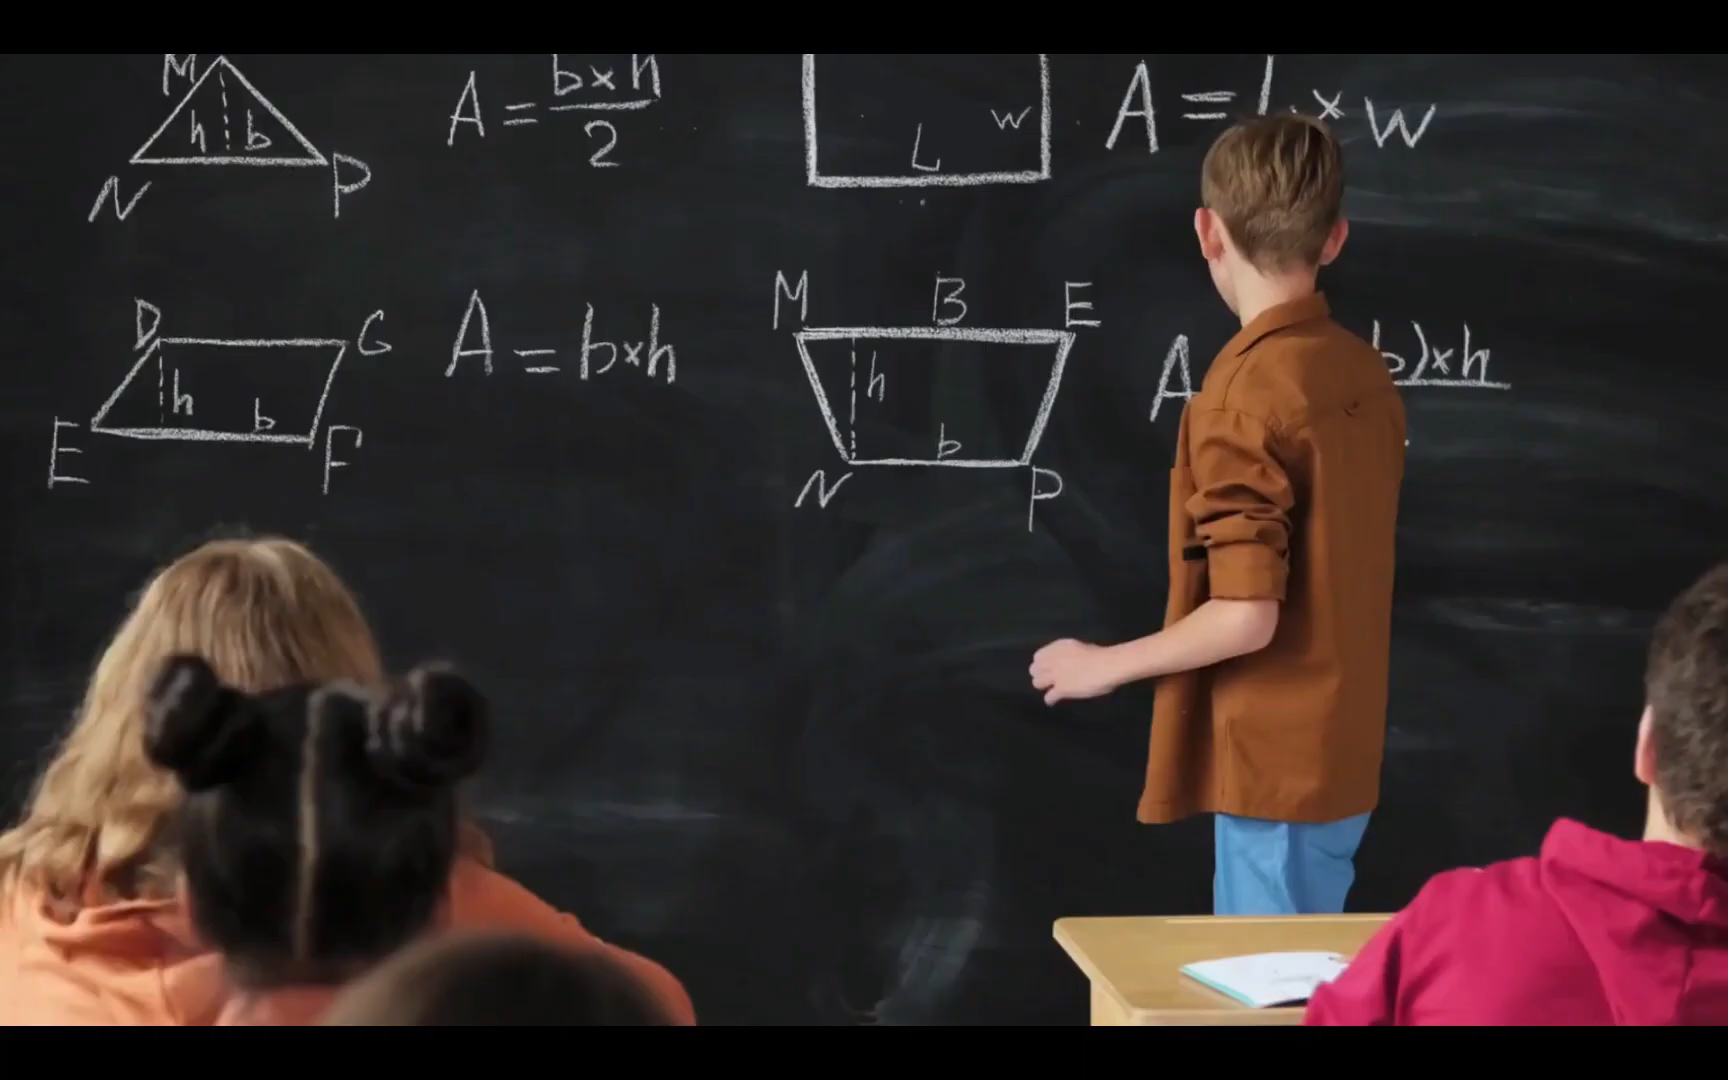 M
h b
N P
A = b×h
2
L w
A = L × w
D G
h b
E F
A = b×h
M B E
h
b
N P
A b)×h